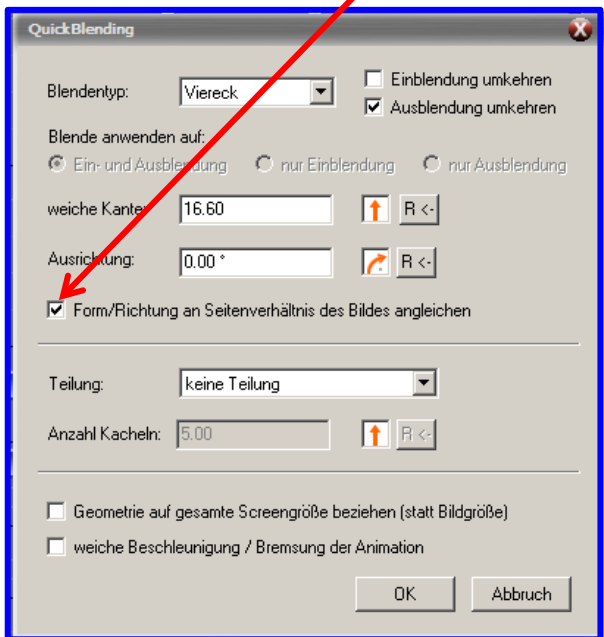 QuickBlending
Blendentyp: Viereck
Einblendung umkehren
Ausblendung umkehren
Blende anwenden auf:
Ein- und Ausblendung nur Einblendung nur Ausblendung
weiche Kante: 16.60 R <-
Ausrichtung: 0.00 ° R <-
Form/Richtung an Seitenverhältnis des Bildes angleichen
Teilung: keine Teilung
Anzahl Kacheln: 5.00 R <-
Geometrie auf gesamte Screengröße beziehen (statt Bildgröße)
weiche Beschleunigung / Bremsung der Animation
OK Abbruch